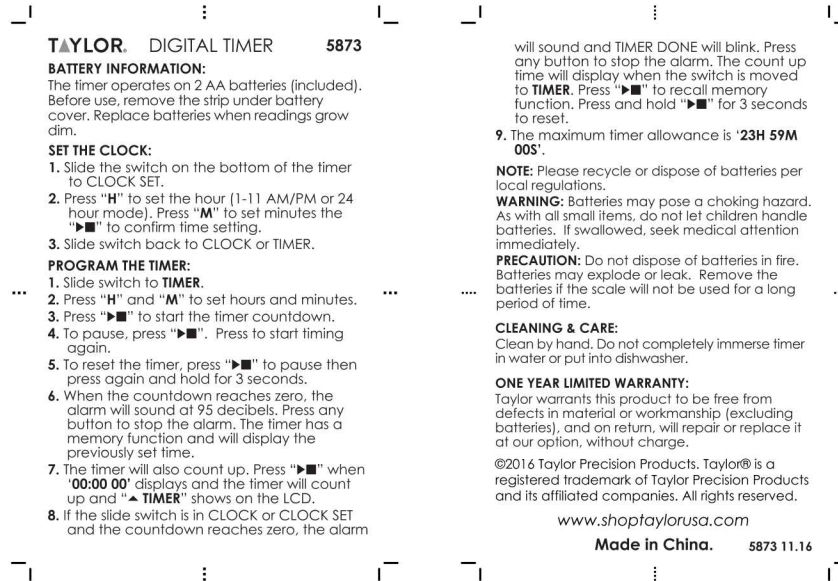 TAYLOR® DIGITAL TIMER 5873
BATTERY INFORMATION:
The timer operates on 2 AA batteries (included).
Before use, remove the strip under battery
cover. Replace batteries when readings grow
dim.
SET THE CLOCK:
1. Slide the switch on the bottom of the timer
to CLOCK SET.
2. Press “H” to set the hour (1-11 AM/PM or 24
hour mode). Press “M” to set minutes the
“▶■” to confirm time setting.
3. Slide switch back to CLOCK or TIMER.
PROGRAM THE TIMER:
1. Slide switch to TIMER.
2. Press “H” and “M” to set hours and minutes.
3. Press “▶■” to start the timer countdown.
4. To pause, press “▶■”. Press to start timing
again.
5. To reset the timer, press “▶■” to pause then
press again and hold for 3 seconds.
6. When the countdown reaches zero, the
alarm will sound at 95 decibels. Press any
button to stop the alarm. The timer has a
memory function and will display the
previously set time.
7. The timer will also count up. Press “▶■” when
‘00:00 00’ displays and the timer will count
up and “▲ TIMER” shows on the LCD.
8. If the slide switch is in CLOCK or CLOCK SET
and the countdown reaches zero, the alarm
will sound and TIMER DONE will blink. Press
any button to stop the alarm. The count up
time will display when the switch is moved
to TIMER. Press “▶■” to recall memory
function. Press and hold “▶■” for 3 seconds
to reset.
9. The maximum timer allowance is ‘23H 59M
00S’.
NOTE: Please recycle or dispose of batteries per
local regulations.
WARNING: Batteries may pose a choking hazard.
As with all small items, do not let children handle
batteries. If swallowed, seek medical attention
immediately.
PRECAUTION: Do not dispose of batteries in fire.
Batteries may explode or leak. Remove the
batteries if the scale will not be used for a long
period of time.
CLEANING & CARE:
Clean by hand. Do not completely immerse timer
in water or put into dishwasher.
ONE YEAR LIMITED WARRANTY:
Taylor warrants this product to be free from
defects in material or workmanship (excluding
batteries), and on return, will repair or replace it
at our option, without charge.
©2016 Taylor Precision Products. Taylor® is a
registered trademark of Taylor Precision Products
and its affiliated companies. All rights reserved.
www.shoptaylorusa.com
Made in China. 5873 11.16